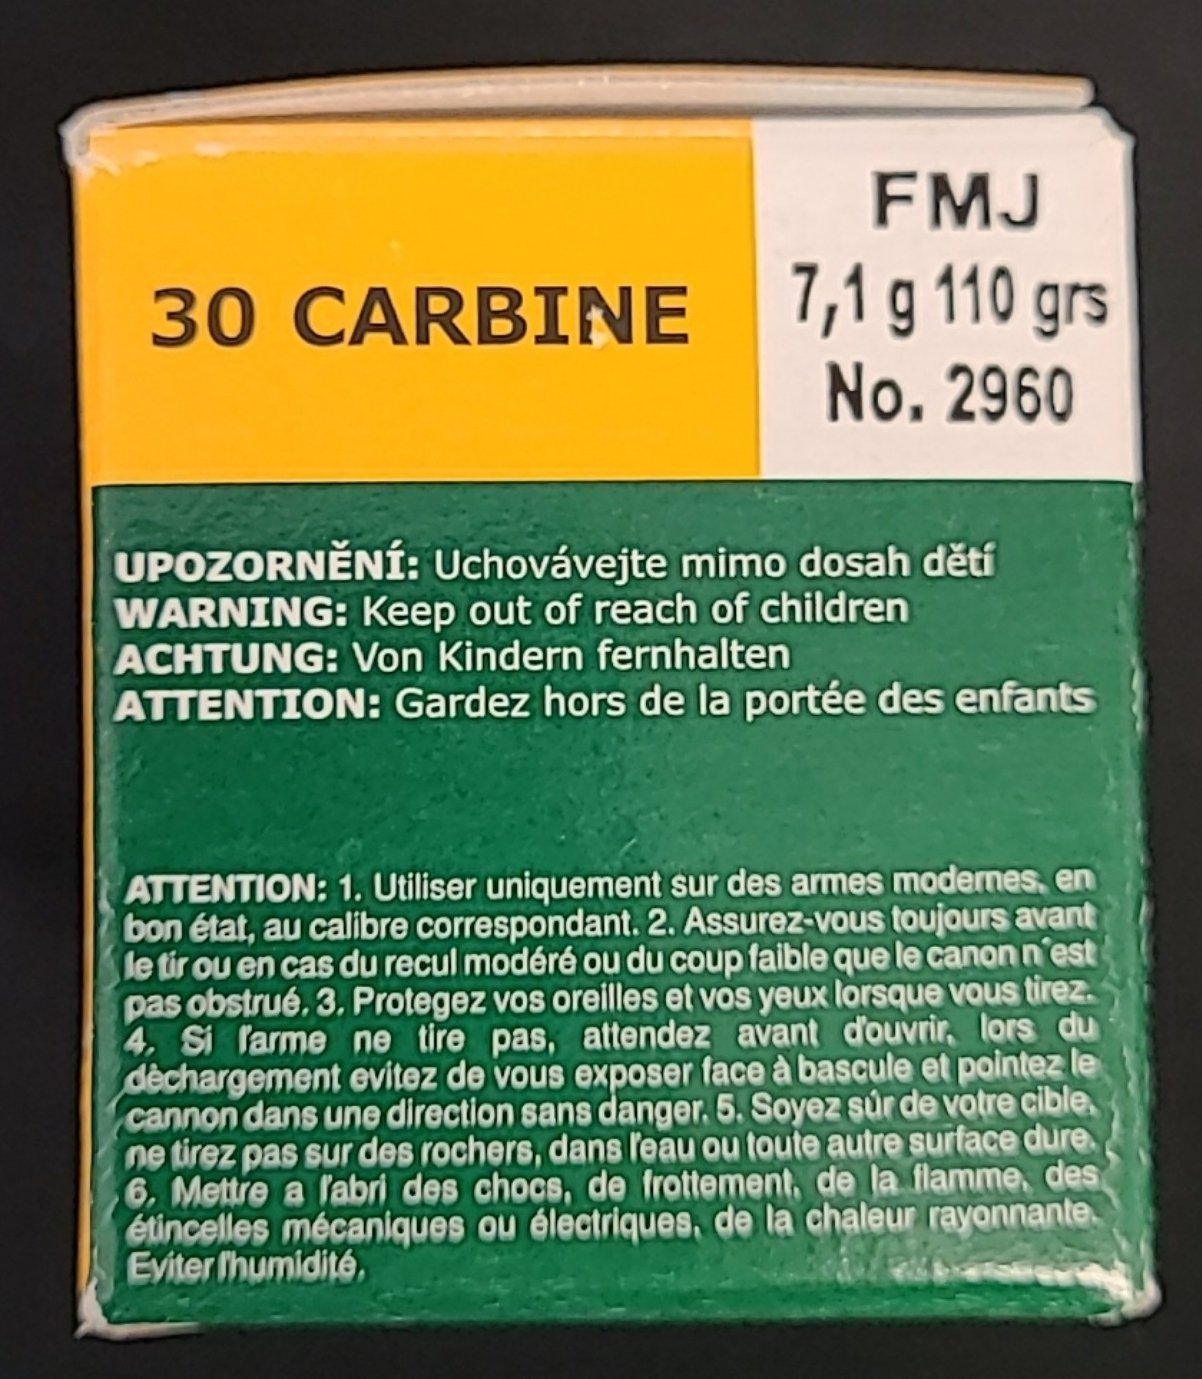 30 CARBINE
FMJ
7,1 g 110 grs
No. 2960
UPOZORNĚNÍ: Uchovávejte mimo dosah dětí
WARNING: Keep out of reach of children
ACHTUNG: Von Kindern fernhalten
ATTENTION: Gardez hors de la portée des enfants
ATTENTION: 1. Utiliser uniquement sur des armes modernes, en
bon état, au calibre correspondant. 2. Assurez-vous toujours avant
le tir ou en cas du recul modéré ou du coup faible que le canon n´est
pas obstrué. 3. Protegez vos oreilles et vos yeux lorsque vous tirez.
4. Si l'arme ne tire pas, attendez avant d'ouvrir, lors du
dèchargement evitez de vous exposer face à bascule et pointez le
cannon dans une direction sans danger. 5. Soyez sûr de votre cible,
ne tirez pas sur des rochers, dans l'eau ou toute autre surface dure.
6. Mettre a l'abri des chocs, de frottement, de la flamme, des
étincelles mécaniques ou électriques, de la chaleur rayonnante.
Eviter l'humidité.